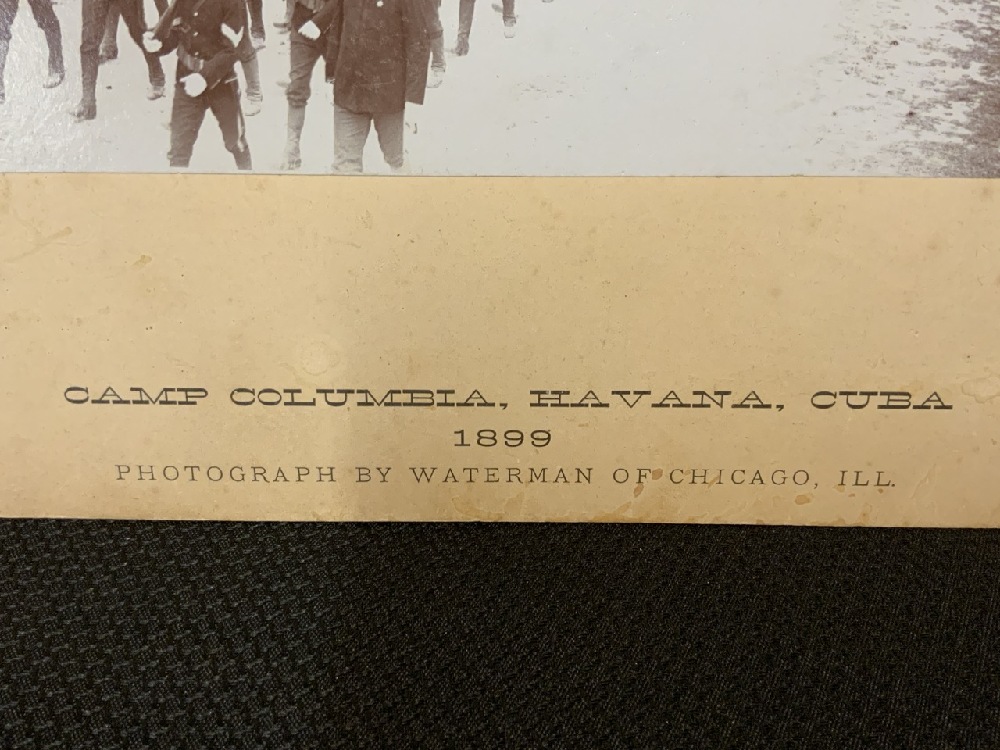 CAMP COLUMBIA, HAVANA, CUBA
1899
PHOTOGRAPH BY WATERMAN OF CHICAGO, ILL.